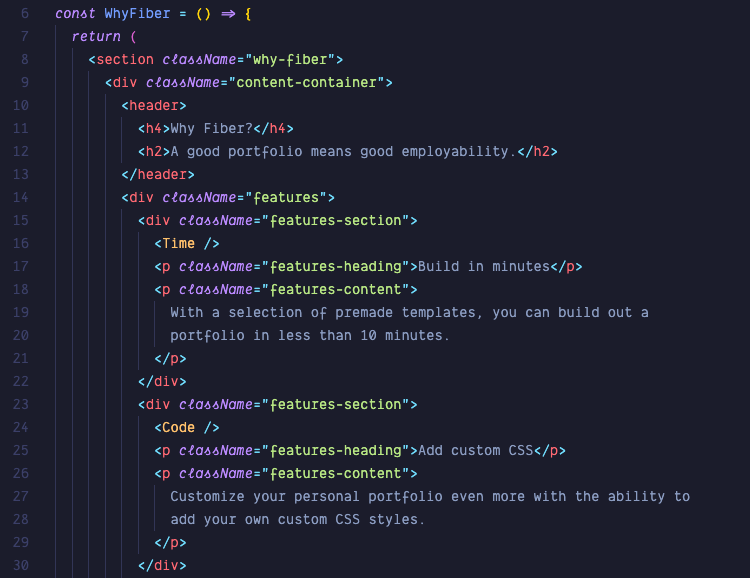 6 const WhyFiber = () => {
7 return (
8 <section className="why-fiber">
9 <div className="content-container">
10 <header>
11 <h4>Why Fiber?</h4>
12 <h2>A good portfolio means good employability.</h2>
13 </header>
14 <div className="features">
15 <div className="features-section">
16 <Time />
17 <p className="features-heading">Build in minutes</p>
18 <p className="features-content">
19 With a selection of premade templates, you can build out a
20 portfolio in less than 10 minutes.
21 </p>
22 </div>
23 <div className="features-section">
24 <Code />
25 <p className="features-heading">Add custom CSS</p>
26 <p className="features-content">
27 Customize your personal portfolio even more with the ability to
28 add your own custom CSS styles.
29 </p>
30 </div>